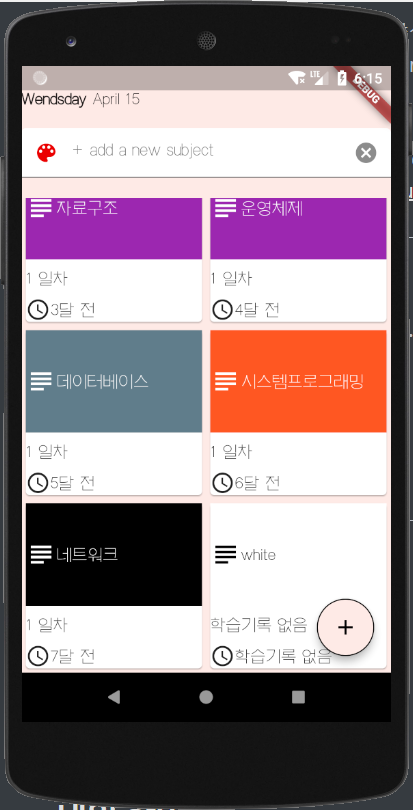 LTE 6:15
DEBUG
Wendsday April 15
+ add a new subject
자료구조
운영체제
1 일차
1 일차
3달 전
4달 전
데이터베이스
시스템프로그래밍
1 일차
1 일차
5달 전
6달 전
네트워크
white
1 일차
학습기록 없음
7달 전
학습기록 없음
+